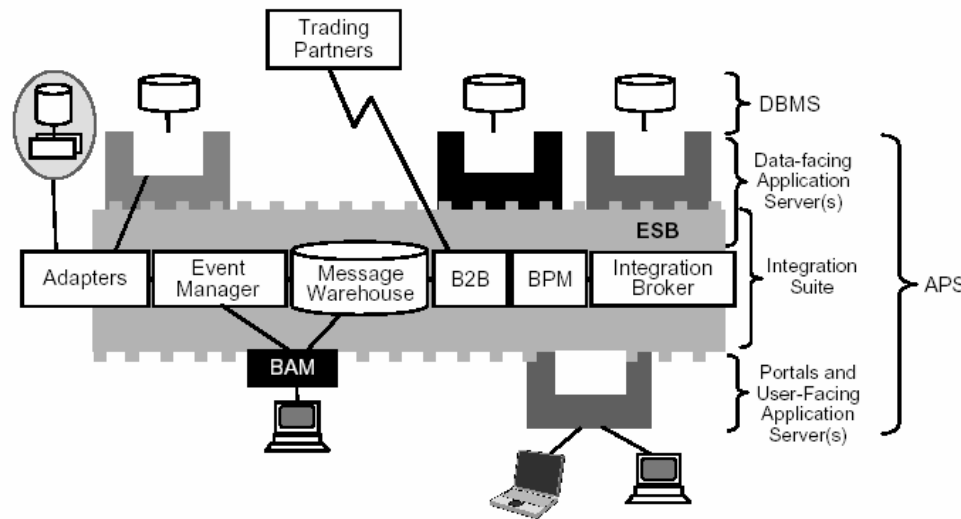 Trading
Partners
DBMS
Data-facing
Application
Server(s)
ESB
Adapters
Event
Manager
Message
Warehouse
B2B
BPM
Integration
Broker
Integration
Suite
APS
BAM
Portals and
User-Facing
Application
Server(s)